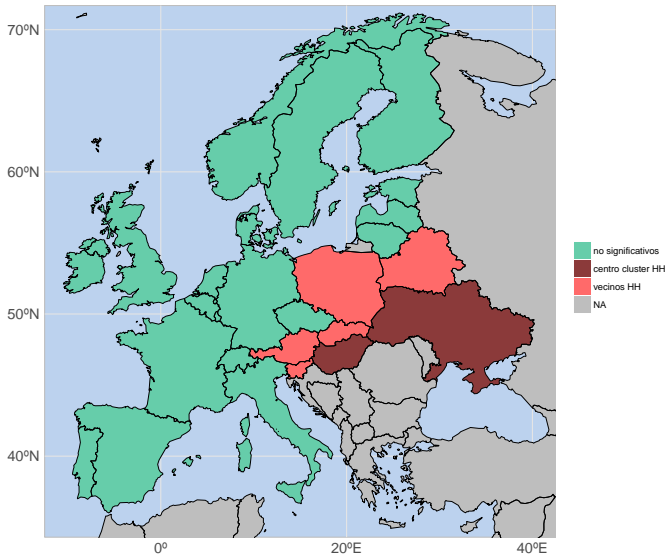 70ºN
60ºN
50ºN
40ºN
0º
20ºE
40ºE
no significativos
centro cluster HH
vecinos HH
NA